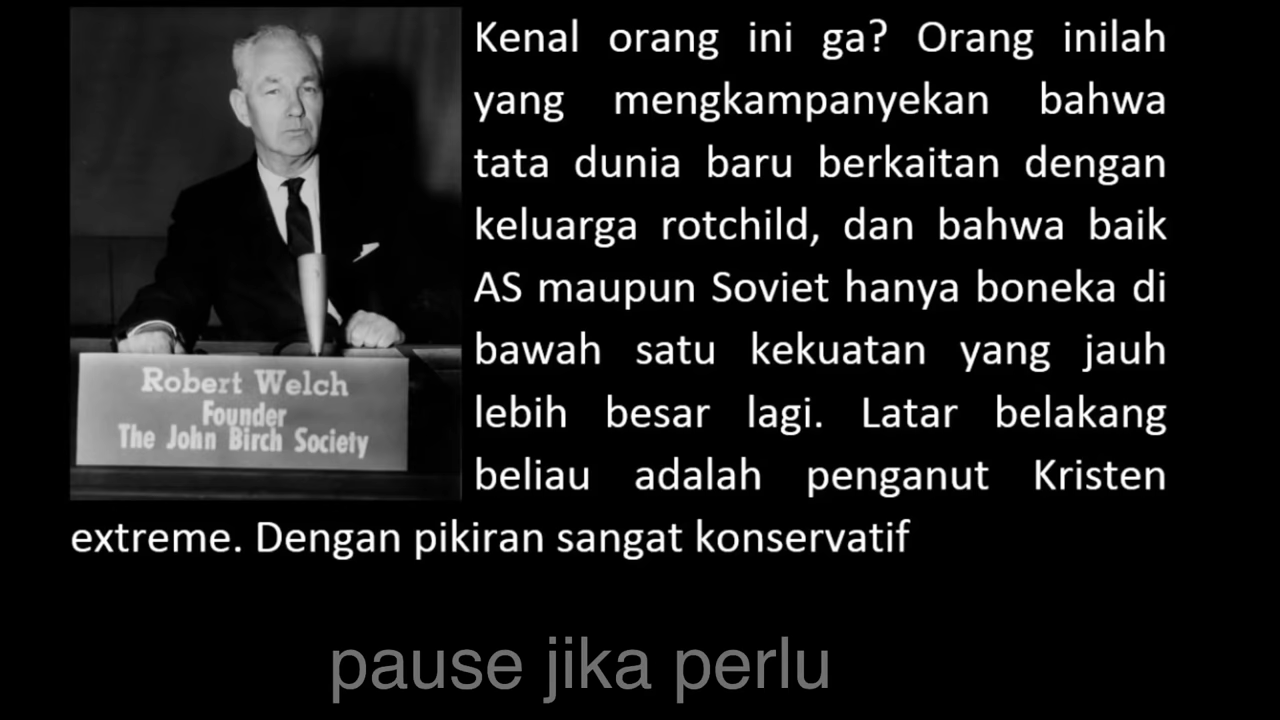 Kenal orang ini ga? Orang inilah
yang mengkampanyekan bahwa
tata dunia baru berkaitan dengan
keluarga rotchild, dan bahwa baik
AS maupun Soviet hanya boneka di
bawah satu kekuatan yang jauh
lebih besar lagi. Latar belakang
beliau adalah penganut Kristen
extreme. Dengan pikiran sangat konservatif
Robert Welch
Founder
The John Birch Society
pause jika perlu